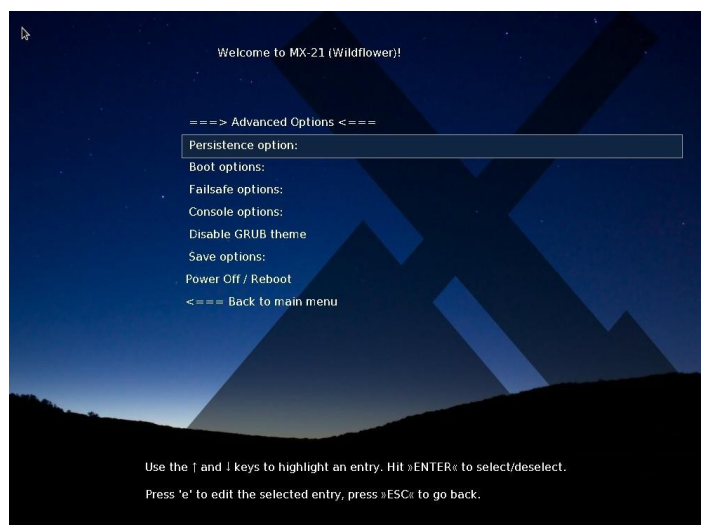 Welcome to MX-21 (Wildflower)!
===> Advanced Options <===
Persistence option:
Boot options:
Failsafe options:
Console options:
Disable GRUB theme
Save options:
Power Off / Reboot
<=== Back to main menu
Use the ↑ and ↓ keys to highlight an entry. Hit »ENTER« to select/deselect.
Press 'e' to edit the selected entry, press »ESC« to go back.